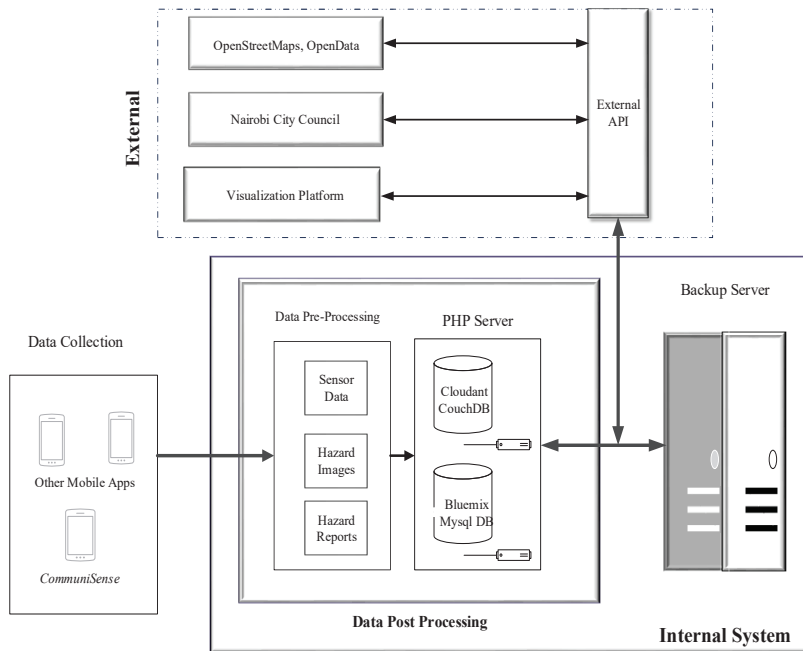 External
OpenStreetMaps, OpenData
Nairobi City Council
Visualization Platform
External
API
Data Collection
Other Mobile Apps
CommuniSense
Data Pre-Processing
Sensor
Data
Hazard
Images
Hazard
Reports
PHP Server
Cloudant
CouchDB
Bluemix
Mysql DB
Data Post Processing
Backup Server
Internal System